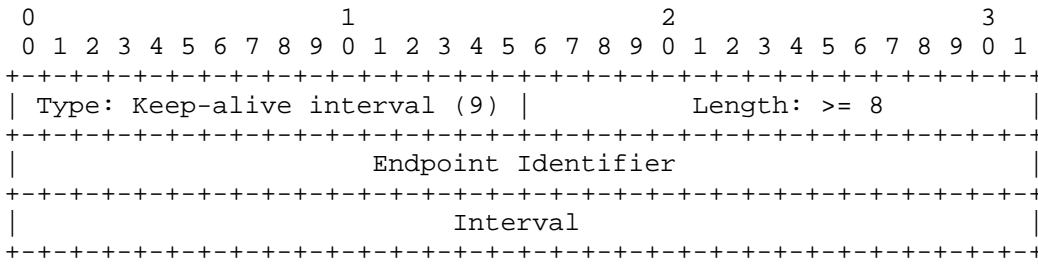 0                   1                   2                   3
 0 1 2 3 4 5 6 7 8 9 0 1 2 3 4 5 6 7 8 9 0 1 2 3 4 5 6 7 8 9 0 1
+-+-+-+-+-+-+-+-+-+-+-+-+-+-+-+-+-+-+-+-+-+-+-+-+-+-+-+-+-+-+-+-+
| Type: Keep-alive interval (9) |          Length: >= 8         |
+-+-+-+-+-+-+-+-+-+-+-+-+-+-+-+-+-+-+-+-+-+-+-+-+-+-+-+-+-+-+-+-+
|                      Endpoint Identifier                      |
+-+-+-+-+-+-+-+-+-+-+-+-+-+-+-+-+-+-+-+-+-+-+-+-+-+-+-+-+-+-+-+-+
|                           Interval                            |
+-+-+-+-+-+-+-+-+-+-+-+-+-+-+-+-+-+-+-+-+-+-+-+-+-+-+-+-+-+-+-+-+